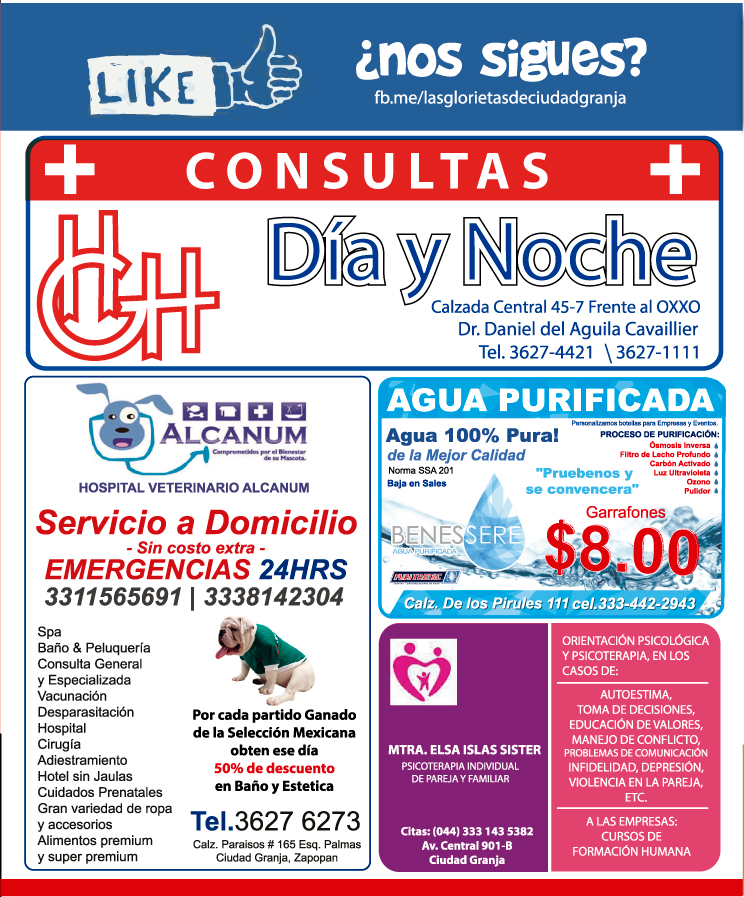 LIKE
¿nos sigues?
fb.me/lasglorietasdeciudadgranja
CONSULTAS
Día y Noche
Calzada Central 45-7 Frente al OXXO
Dr. Daniel del Aguila Cavaillier
Tel. 3627-4421 \ 3627-1111
ALCANUM
Comprometidos por el Bienestar
de su Mascota.
HOSPITAL VETERINARIO ALCANUM
Servicio a Domicilio
- Sin costo extra -
EMERGENCIAS 24HRS
3311565691 | 3338142304
Spa
Baño & Peluquería
Consulta General
y Especializada
Vacunación
Desparasitación
Hospital
Cirugía
Adiestramiento
Hotel sin Jaulas
Cuidados Prenatales
Gran variedad de ropa
y accesorios
Alimentos premium
y super premium
Por cada partido Ganado
de la Selección Mexicana
obten ese día
50% de descuento
en Baño y Estetica
Tel.3627 6273
Calz. Paraisos # 165 Esq. Palmas
Ciudad Granja, Zapopan
AGUA PURIFICADA
Personalizamos botellas para Empresas y Eventos.
Agua 100% Pura!
de la Mejor Calidad
Norma SSA 201
Baja en Sales
PROCESO DE PURIFICACIÓN:
Ósmosis Inversa
Filtro de Lecho Profundo
Carbón Activado
Luz Ultravioleta
Ozono
Pulidor
"Pruebenos y
se convencera"
BENESSERE
AGUA PURIFICADA
Garrafones
$8.00
Calz. De los Pirules 111 cel.333-442-2943
MTRA. ELSA ISLAS SISTER
PSICOTERAPIA INDIVIDUAL
DE PAREJA Y FAMILIAR
Citas: (044) 333 143 5382
Av. Central 901-B
Ciudad Granja
ORIENTACIÓN PSICOLÓGICA
Y PSICOTERAPIA, EN LOS
CASOS DE:
AUTOESTIMA,
TOMA DE DECISIONES,
EDUCACIÓN DE VALORES,
MANEJO DE CONFLICTO,
PROBLEMAS DE COMUNICACIÓN
INFIDELIDAD, DEPRESIÓN,
VIOLENCIA EN LA PAREJA,
ETC.
A LAS EMPRESAS:
CURSOS DE
FORMACIÓN HUMANA